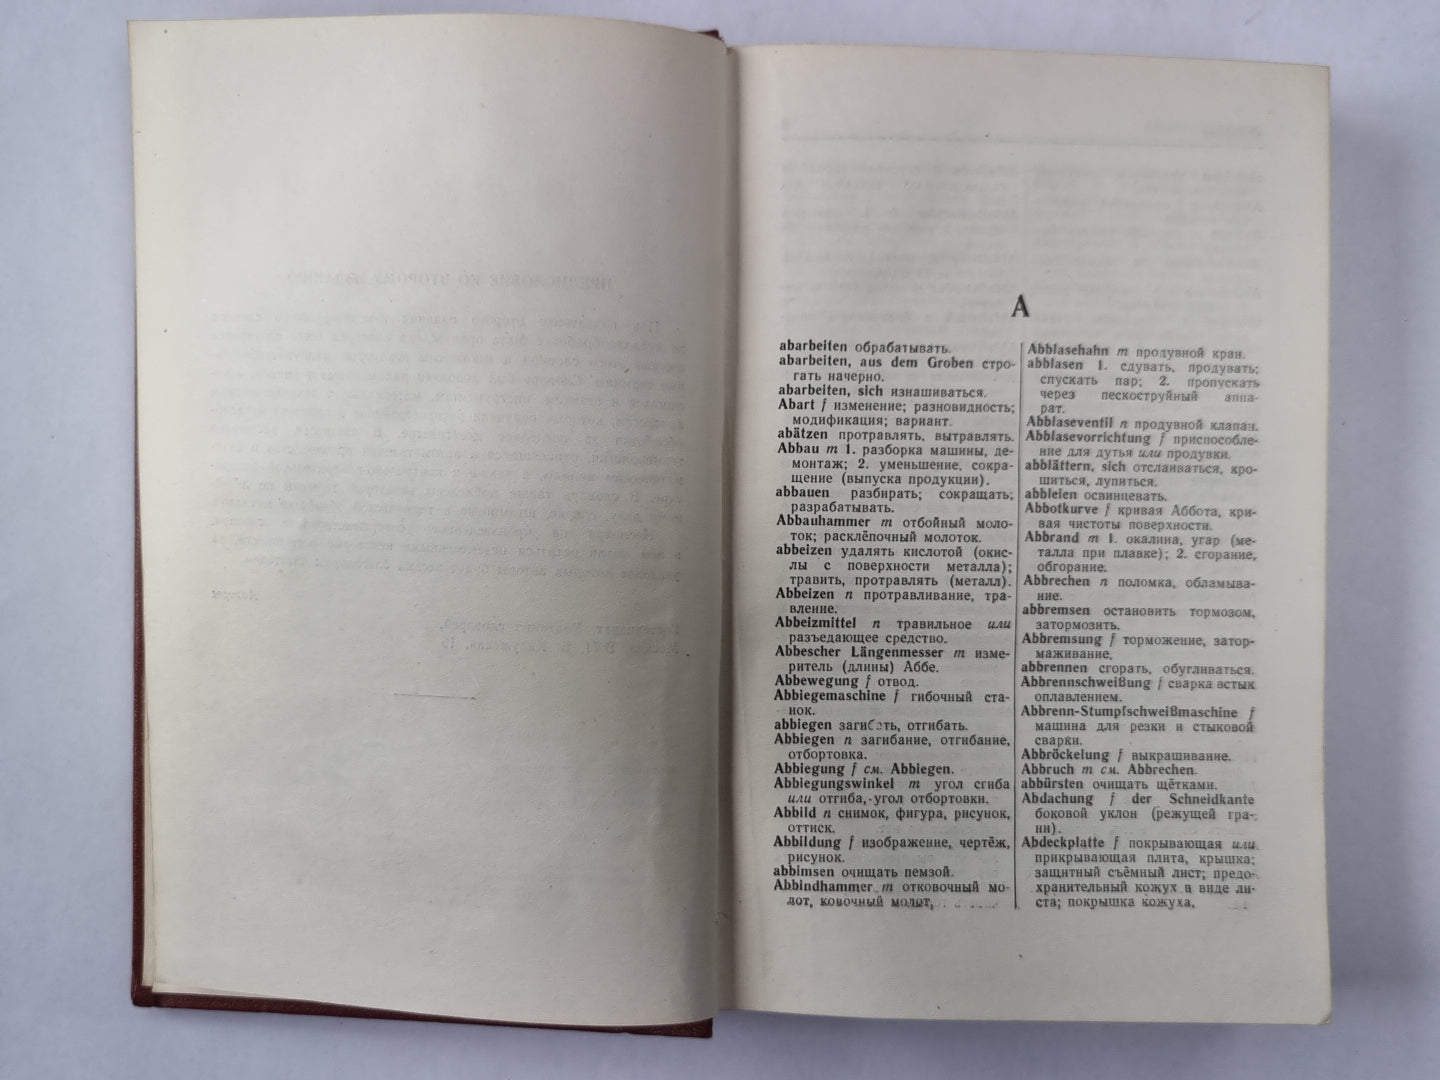 А
abarbeiten обрабатывать.
abarbeiten, aus dem Groben стро-
гать начерно.
abarbeiten, sich изнашиваться.
Abart f изменение; разновидность;
модификация; вариант.
abätzen протравлять, вытравлять.
Abbau m 1. разборка машины, де-
монтаж; 2. уменьшение, сокра-
щение (выпуска продукции).
abbauen разбирать; сокращать;
разрабатывать.
Abbauhammer m отбойный моло-
ток; расклёпочный молоток.
abbeizen удалять кислотой (окис-
лы с поверхности металла);
травить, протравлять (металл).
Abbeizen n протравливание, тра-
вление.
Abbeizmittel n травильное или
разъедающее средство.
Abbescher Längenmesser m изме-
ритель (длины) Аббе.
Abbewegung f отвод.
Abbiegemaschine f гибочный ста-
нок.
abbiegen загибать, отгибать.
Abbiegen n загибание, отгибание,
отбортовка.
Abbiegung f см. Abbiegen.
Abbiegungswinkel m угол сгиба
или отгиба, угол отбортовки.
Abbild n снимок, фигура, рисунок,
оттиск.
Abbildung f изображение, чертёж,
рисунок.
abbimsen очищать пемзой.
Abbindhammer m отковочный мо-
лот, ковочный молот.
Abblasehahn m продувной кран.
abblasen 1. сдувать, продувать;
спускать пар; 2. пропускать
через пескоструйный аппа-
рат.
Abblaseventil n продувной клапан.
Abblasevorrichtung f приспособле-
ние для дутья или продувки.
abblättern, sich отслаиваться, кро-
шиться, лупиться.
abbleien освинцевать.
Abbotkurve f кривая Аббота, кри-
вая чистоты поверхности.
Abbrand m 1. окалина, угар (ме-
талла при плавке); 2. сгорание,
обгорание.
Abbrechen n поломка, обламыва-
ние.
abbremsen остановить тормозом,
затормозить.
Abbremsung f торможение, затор-
маживание.
abbrennen сгорать, обугливаться.
Abbrennschweißung f сварка встык
оплавлением.
Abbrenn-Stumpfschweißmaschine f
машина для резки и стыковой
сварки.
Abbröckelung f выкрашивание.
Abbruch m см. Abbrechen.
abbürsten очищать щётками.
Abdachung f der Schneidkante
боковой уклон (режущей гра-
ни).
Abdeckplatte f покрывающая или
прикрывающая плита, крышка;
защитный съёмный лист; предо-
хранительный кожух в виде ли-
ста; покрышка кожуха.